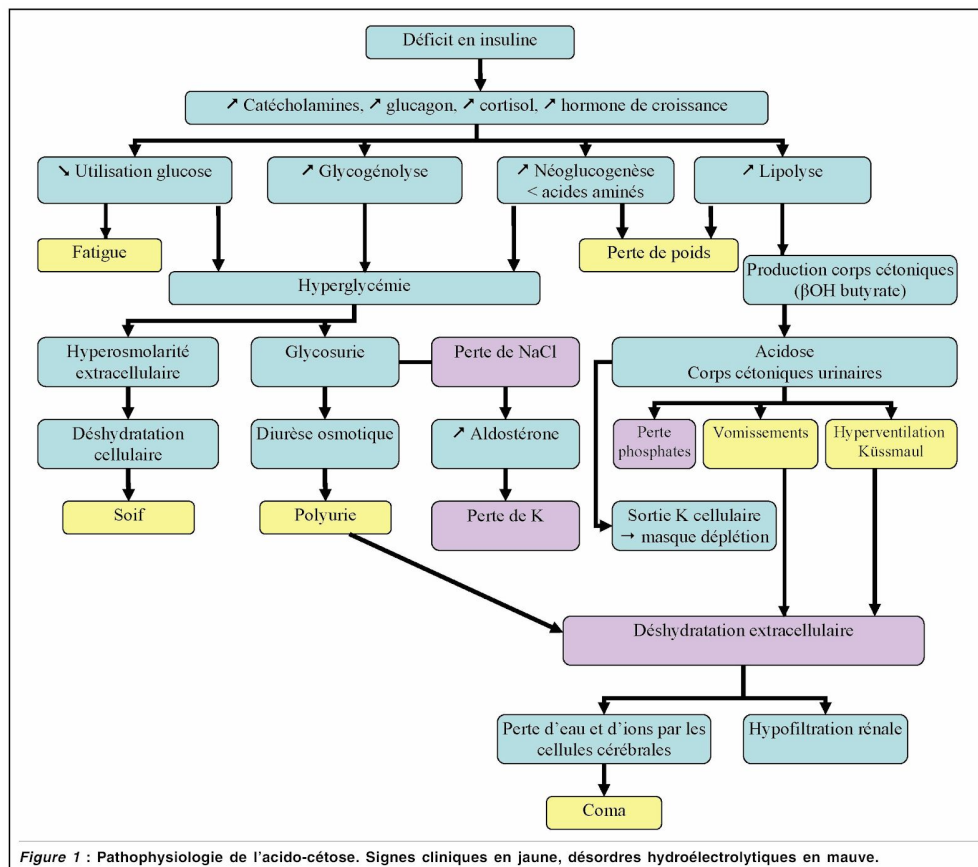 Déficit en insuline
↗ Catécholamines, ↗ glucagon, ↗ cortisol, ↗ hormone de croissance
↘ Utilisation glucose
↗ Glycogénolyse
↗ Néoglucogenèse
< acides aminés
↗ Lipolyse
Fatigue
Perte de poids
Hyperglycémie
Production corps cétoniques
(βOH butyrate)
Hyperosmolarité
extracellulaire
Glycosurie
Perte de NaCl
Acidose
Corps cétoniques urinaires
Déshydratation
cellulaire
Diurèse osmotique
↗ Aldostérone
Perte
phosphates
Vomissements
Hyperventilation
Küssmaul
Soif
Polyurie
Perte de K
Sortie K cellulaire
→ masque déplétion
Déshydratation extracellulaire
Perte d'eau et d'ions par les
cellules cérébrales
Hypofiltration rénale
Coma
Figure 1 : Pathophysiologie de l'acido-cétose. Signes cliniques en jaune, désordres hydroélectrolytiques en mauve.